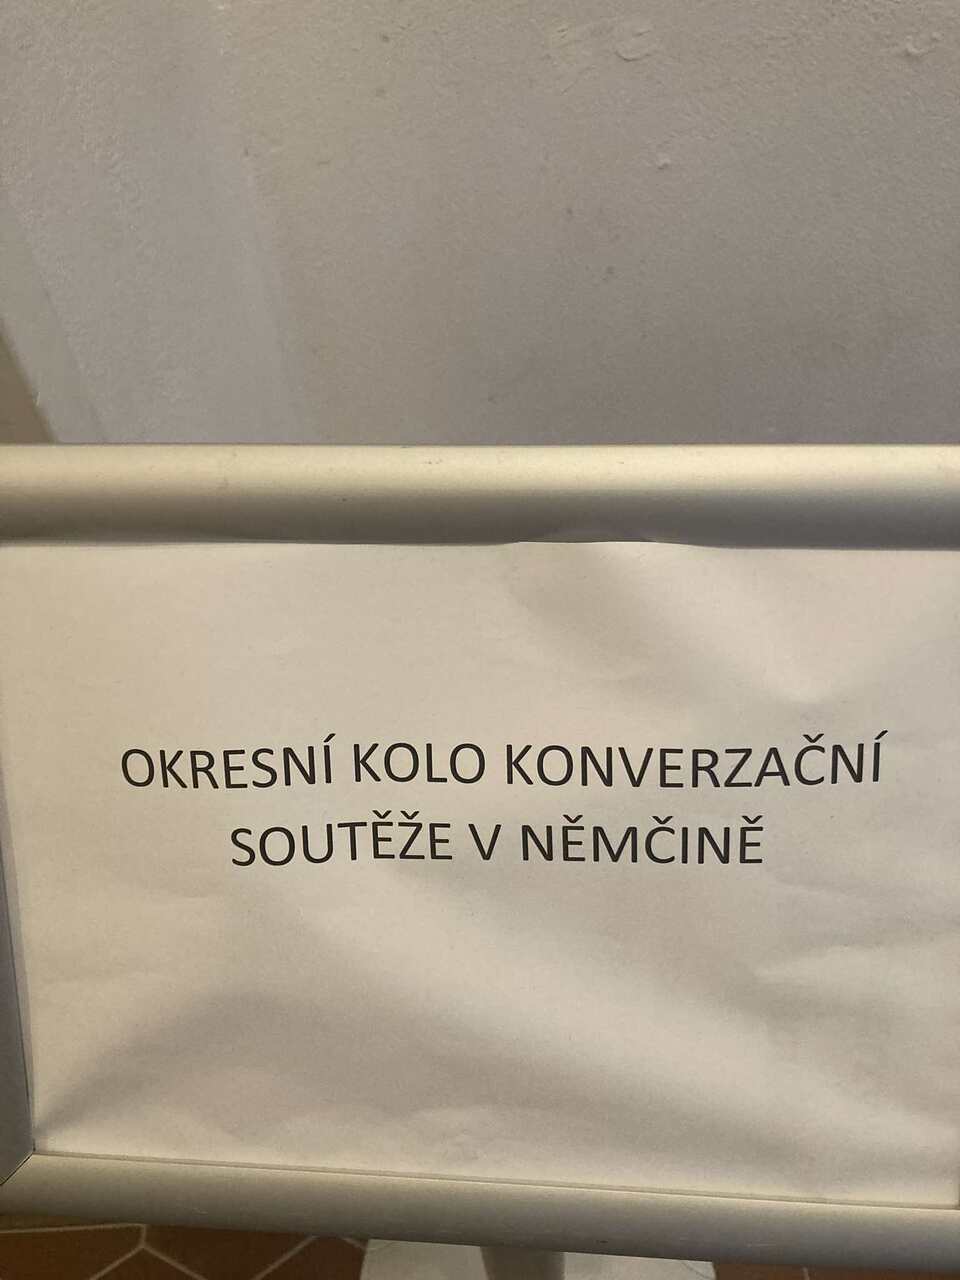 OKRESNÍ KOLO KONVERZAČNÍ
SOUTĚŽE V NĚMČINĚ